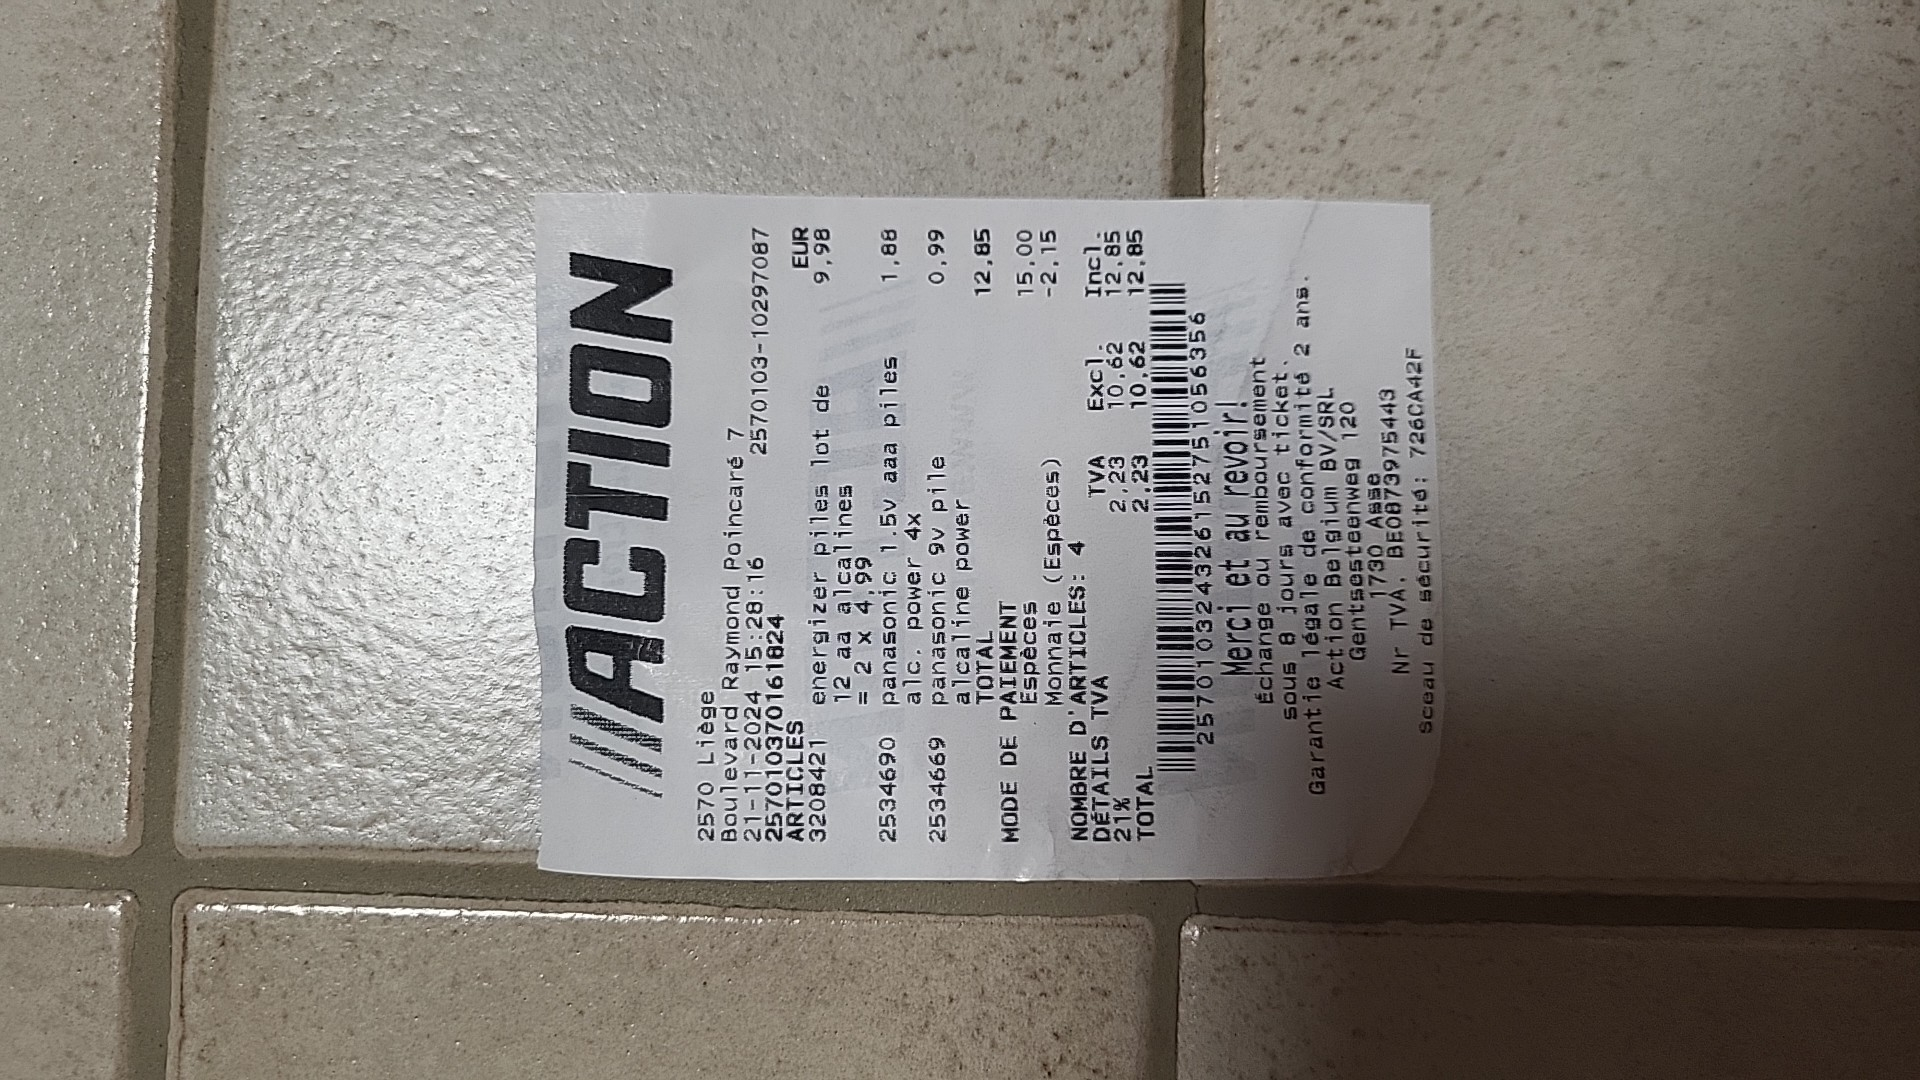 ///ACTION
2570 Liège
Boulevard Raymond Poincaré 7
21-11-2024 15:28:16 2570103-10297087
257010370161824
ARTICLES EUR
3208421 energizer piles lot de 9,98
12 aa alcalines
= 2 x 4,99
2534690 panasonic 1.5v aaa piles 1,88
alc. power 4x
2534669 panasonic 9v pile 0,99
alcaline power
TOTAL 12,85
MODE DE PAIEMENT
Espèces 15,00
Monnaie (Espèces) -2,15
NOMBRE D'ARTICLES: 4
DÉTAILS TVA TVA Excl. Incl.
21% 2,23 10,62 12,85
TOTAL 2,23 10,62 12,85
257010324326152751056356
Merci et au revoir!
Échange ou remboursement
sous 8 jours avec ticket.
Garantie légale de conformité 2 ans.
Action Belgium BV/SRL
Gentsesteenweg 120
1730 Asse
Nr TVA. BE0873975443
Sceau de sécurité: 726CA42F